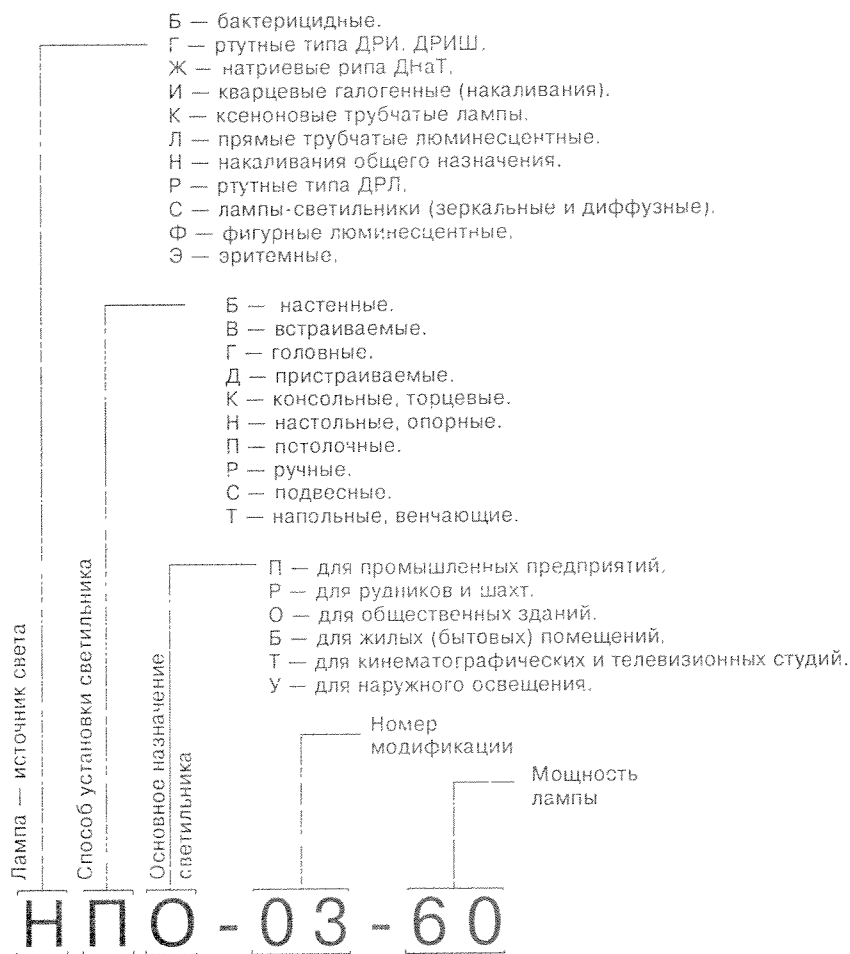 Б — бактерицидные.
Г — ртутные типа ДРИ, ДРИШ,
Ж — натриевые рипа ДНаТ,
И — кварцевые галогенные (накаливания).
К — ксеноновые трубчатые лампы.
Л — прямые трубчатые люминесцентные.
Н — накаливания общего назначения.
Р — ртутные типа ДРЛ,
С — лампы-светильники (зеркальные и диффузные).
Ф — фигурные люминесцентные,
Э — эритемные,
Б — настенные.
В — встраиваемые.
Г — головные.
Д — пристраиваемые.
К — консольные, торцевые.
Н — настольные, опорные.
П — пстолочные.
Р — ручные.
С — подвесные.
Т — напольные, венчающие.
П — для промышленных предприятий,
Р — для рудников и шахт.
О — для общественных зданий.
Б — для жилых (бытовых) помещений,
Т — для кинематографических и телевизионных студий.
У — для наружного освещения.
Номер
модификации
Мощность
лампы
Лампа — источник света
Способ установки светильника
Основное назначение
светильника
НПО-03-60